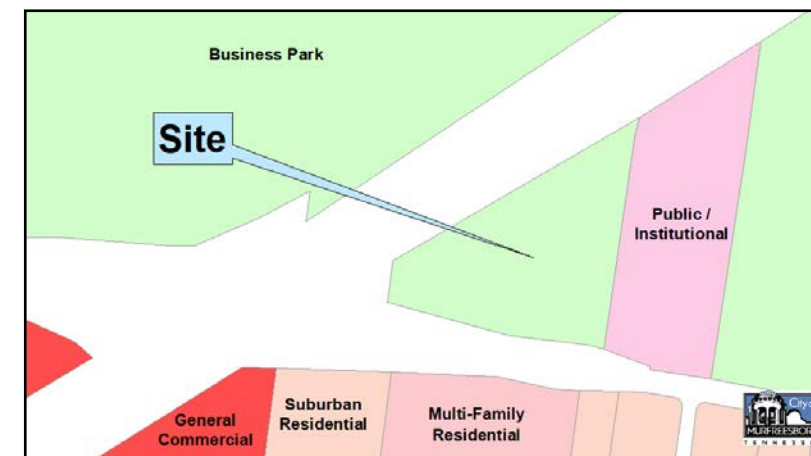 Business Park
Site
Public /
Institutional
Suburban
Residential
Multi-Family
Residential
General
Commercial
City
MURFREESBORO
TENNESSEE